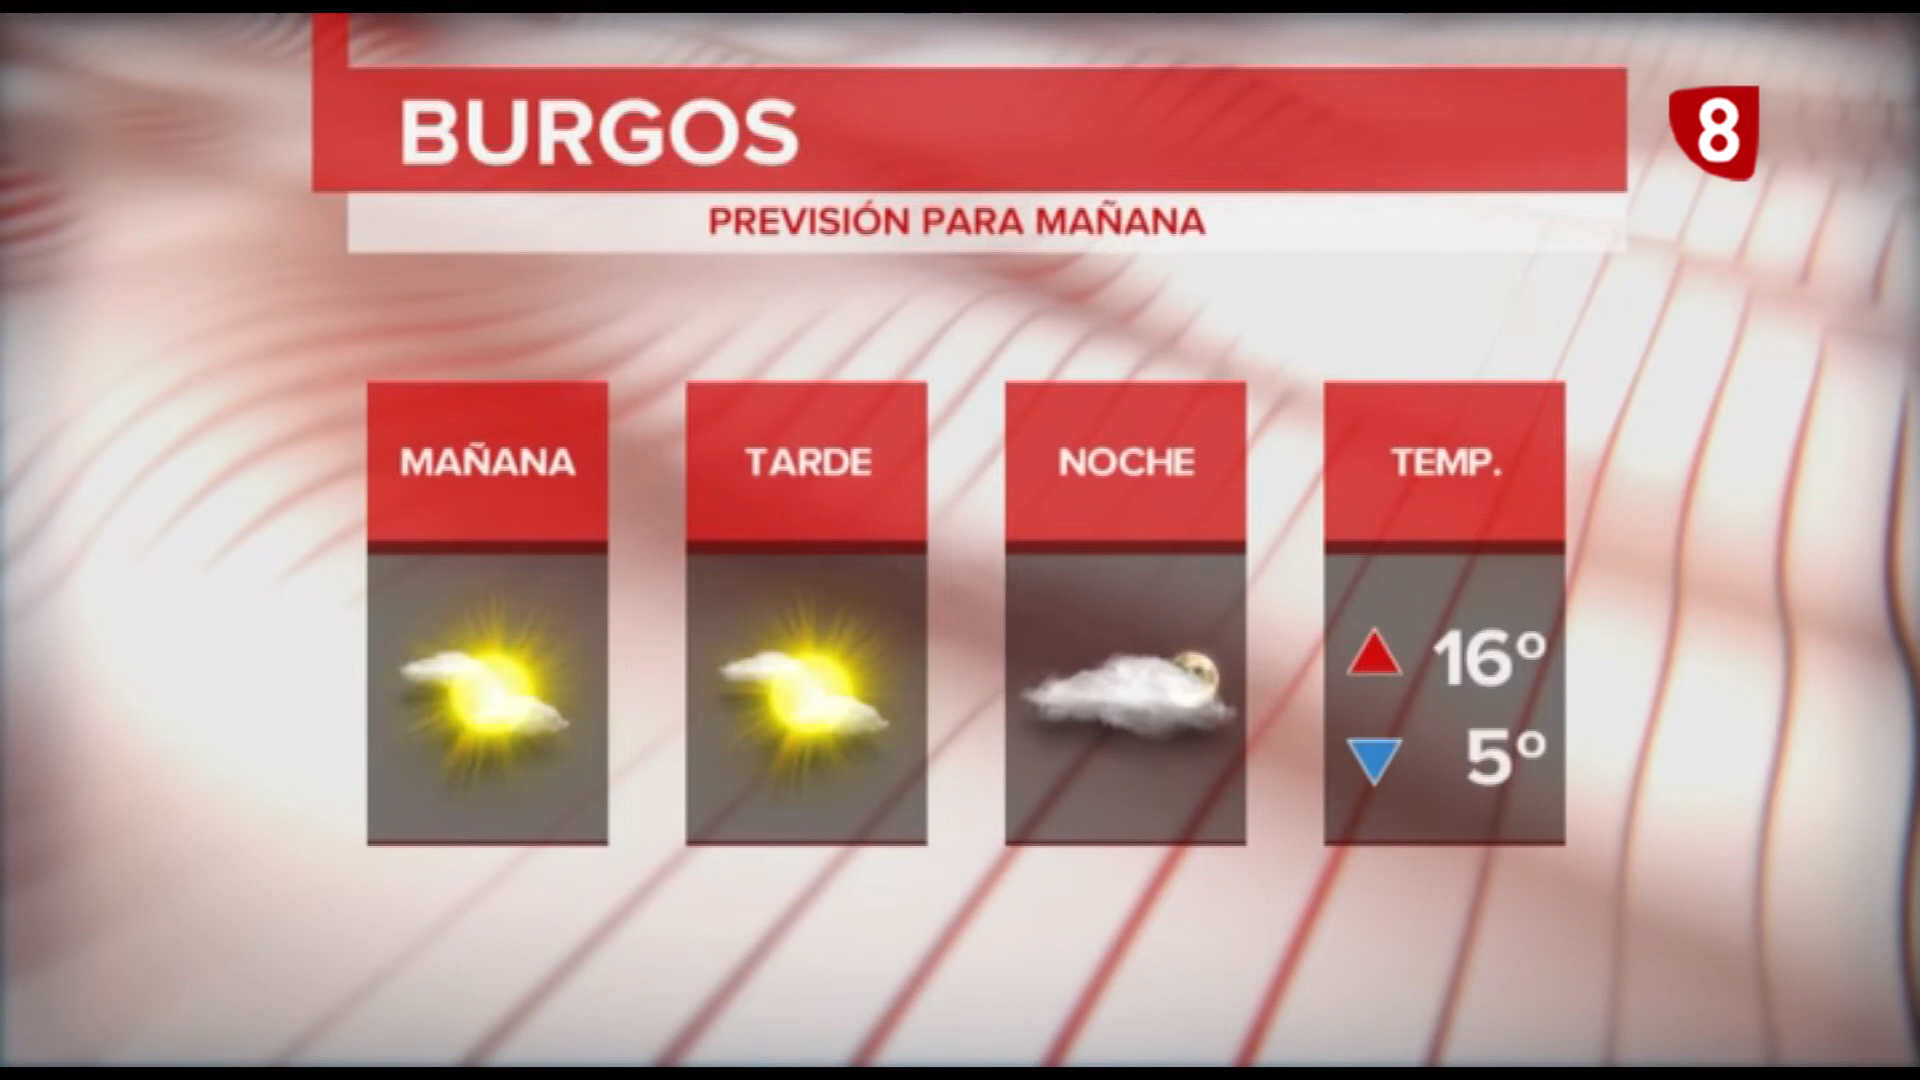 BURGOS
8
PREVISIÓN PARA MAÑANA
MAÑANA
TARDE
NOCHE
TEMP.
16º
5º